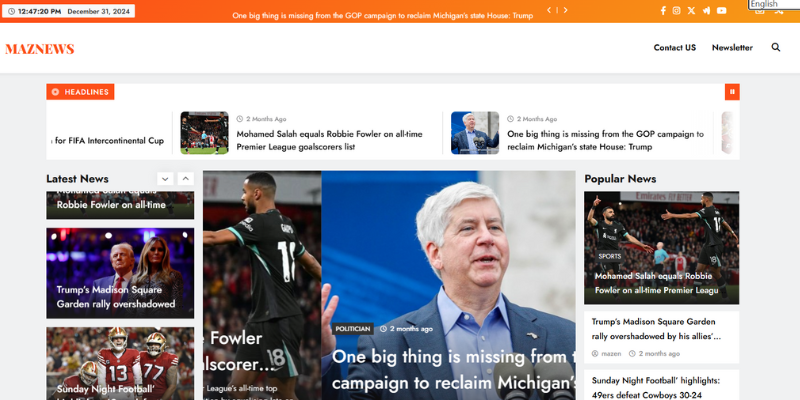 12:47:20 PM December 31, 2024
One big thing is missing from the GOP campaign to reclaim Michigan's state House: Trump
English
MAZNEWS
Contact US Newsletter
HEADLINES
for FIFA Intercontinental Cup
2 Months Ago
Mohamed Salah equals Robbie Fowler on all-time
Premier League goalscorers list
2 Months Ago
One big thing is missing from the GOP campaign to
reclaim Michigan's state House: Trump
Latest News
Mohamed Salah equals
Robbie Fowler on all-time
Trump's Madison Square
Garden rally overshadowed
Sunday Night Football'
Fowler
alscorer...
r League's all-time top
POLITICIAN 2 months ago
One big thing is missing from t
campaign to reclaim Michigan's
Popular News
SPORTS
Mohamed Salah equals Robbie
Fowler on all-time Premier Leagu
Trump's Madison Square Garden
rally overshadowed by his allies'...
mazen 2 months ago
Sunday Night Football' highlights:
49ers defeat Cowboys 30-24